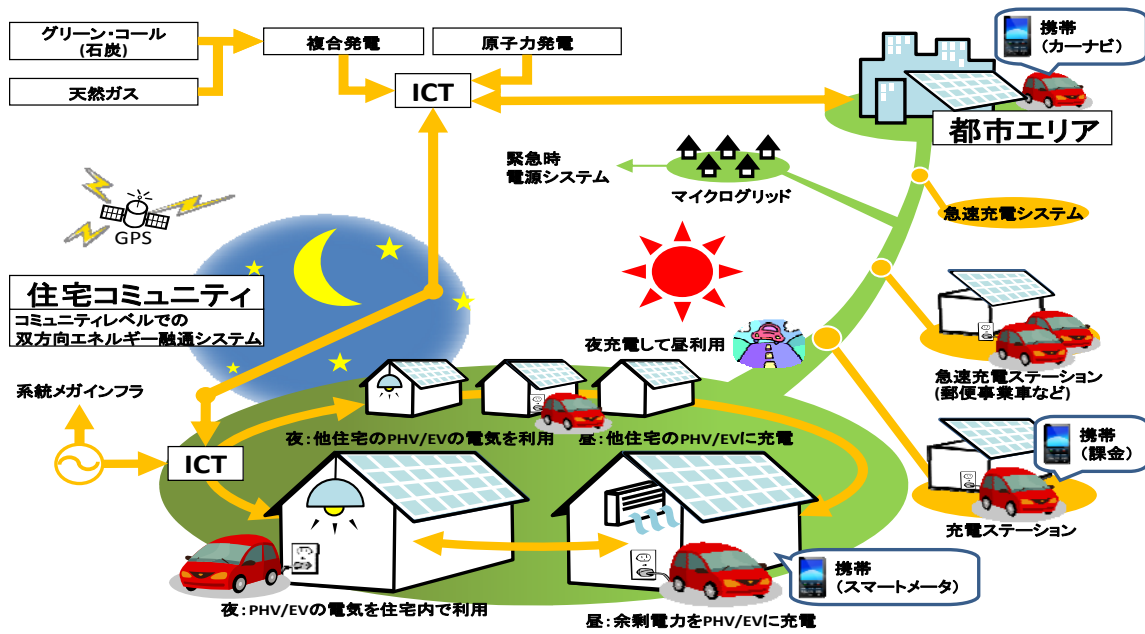 グリーン・コール
(石炭)
天然ガス
複合発電
原子力発電
ICT
携帯
(カーナビ)
都市エリア
緊急時
電源システム
マイクログリッド
急速充電システム
GPS
住宅コミュニティ
コミュニティレベルでの
双方向エネルギー融通システム
夜充電して昼利用
急速充電ステーション
(郵便事業車など)
系統メガインフラ
ICT
夜:他住宅のPHV/EVの電気を利用
昼:他住宅のPHV/EVに充電
携帯
(課金)
充電ステーション
携帯
(スマートメータ)
夜:PHV/EVの電気を住宅内で利用
昼:余剰電力をPHV/EVに充電